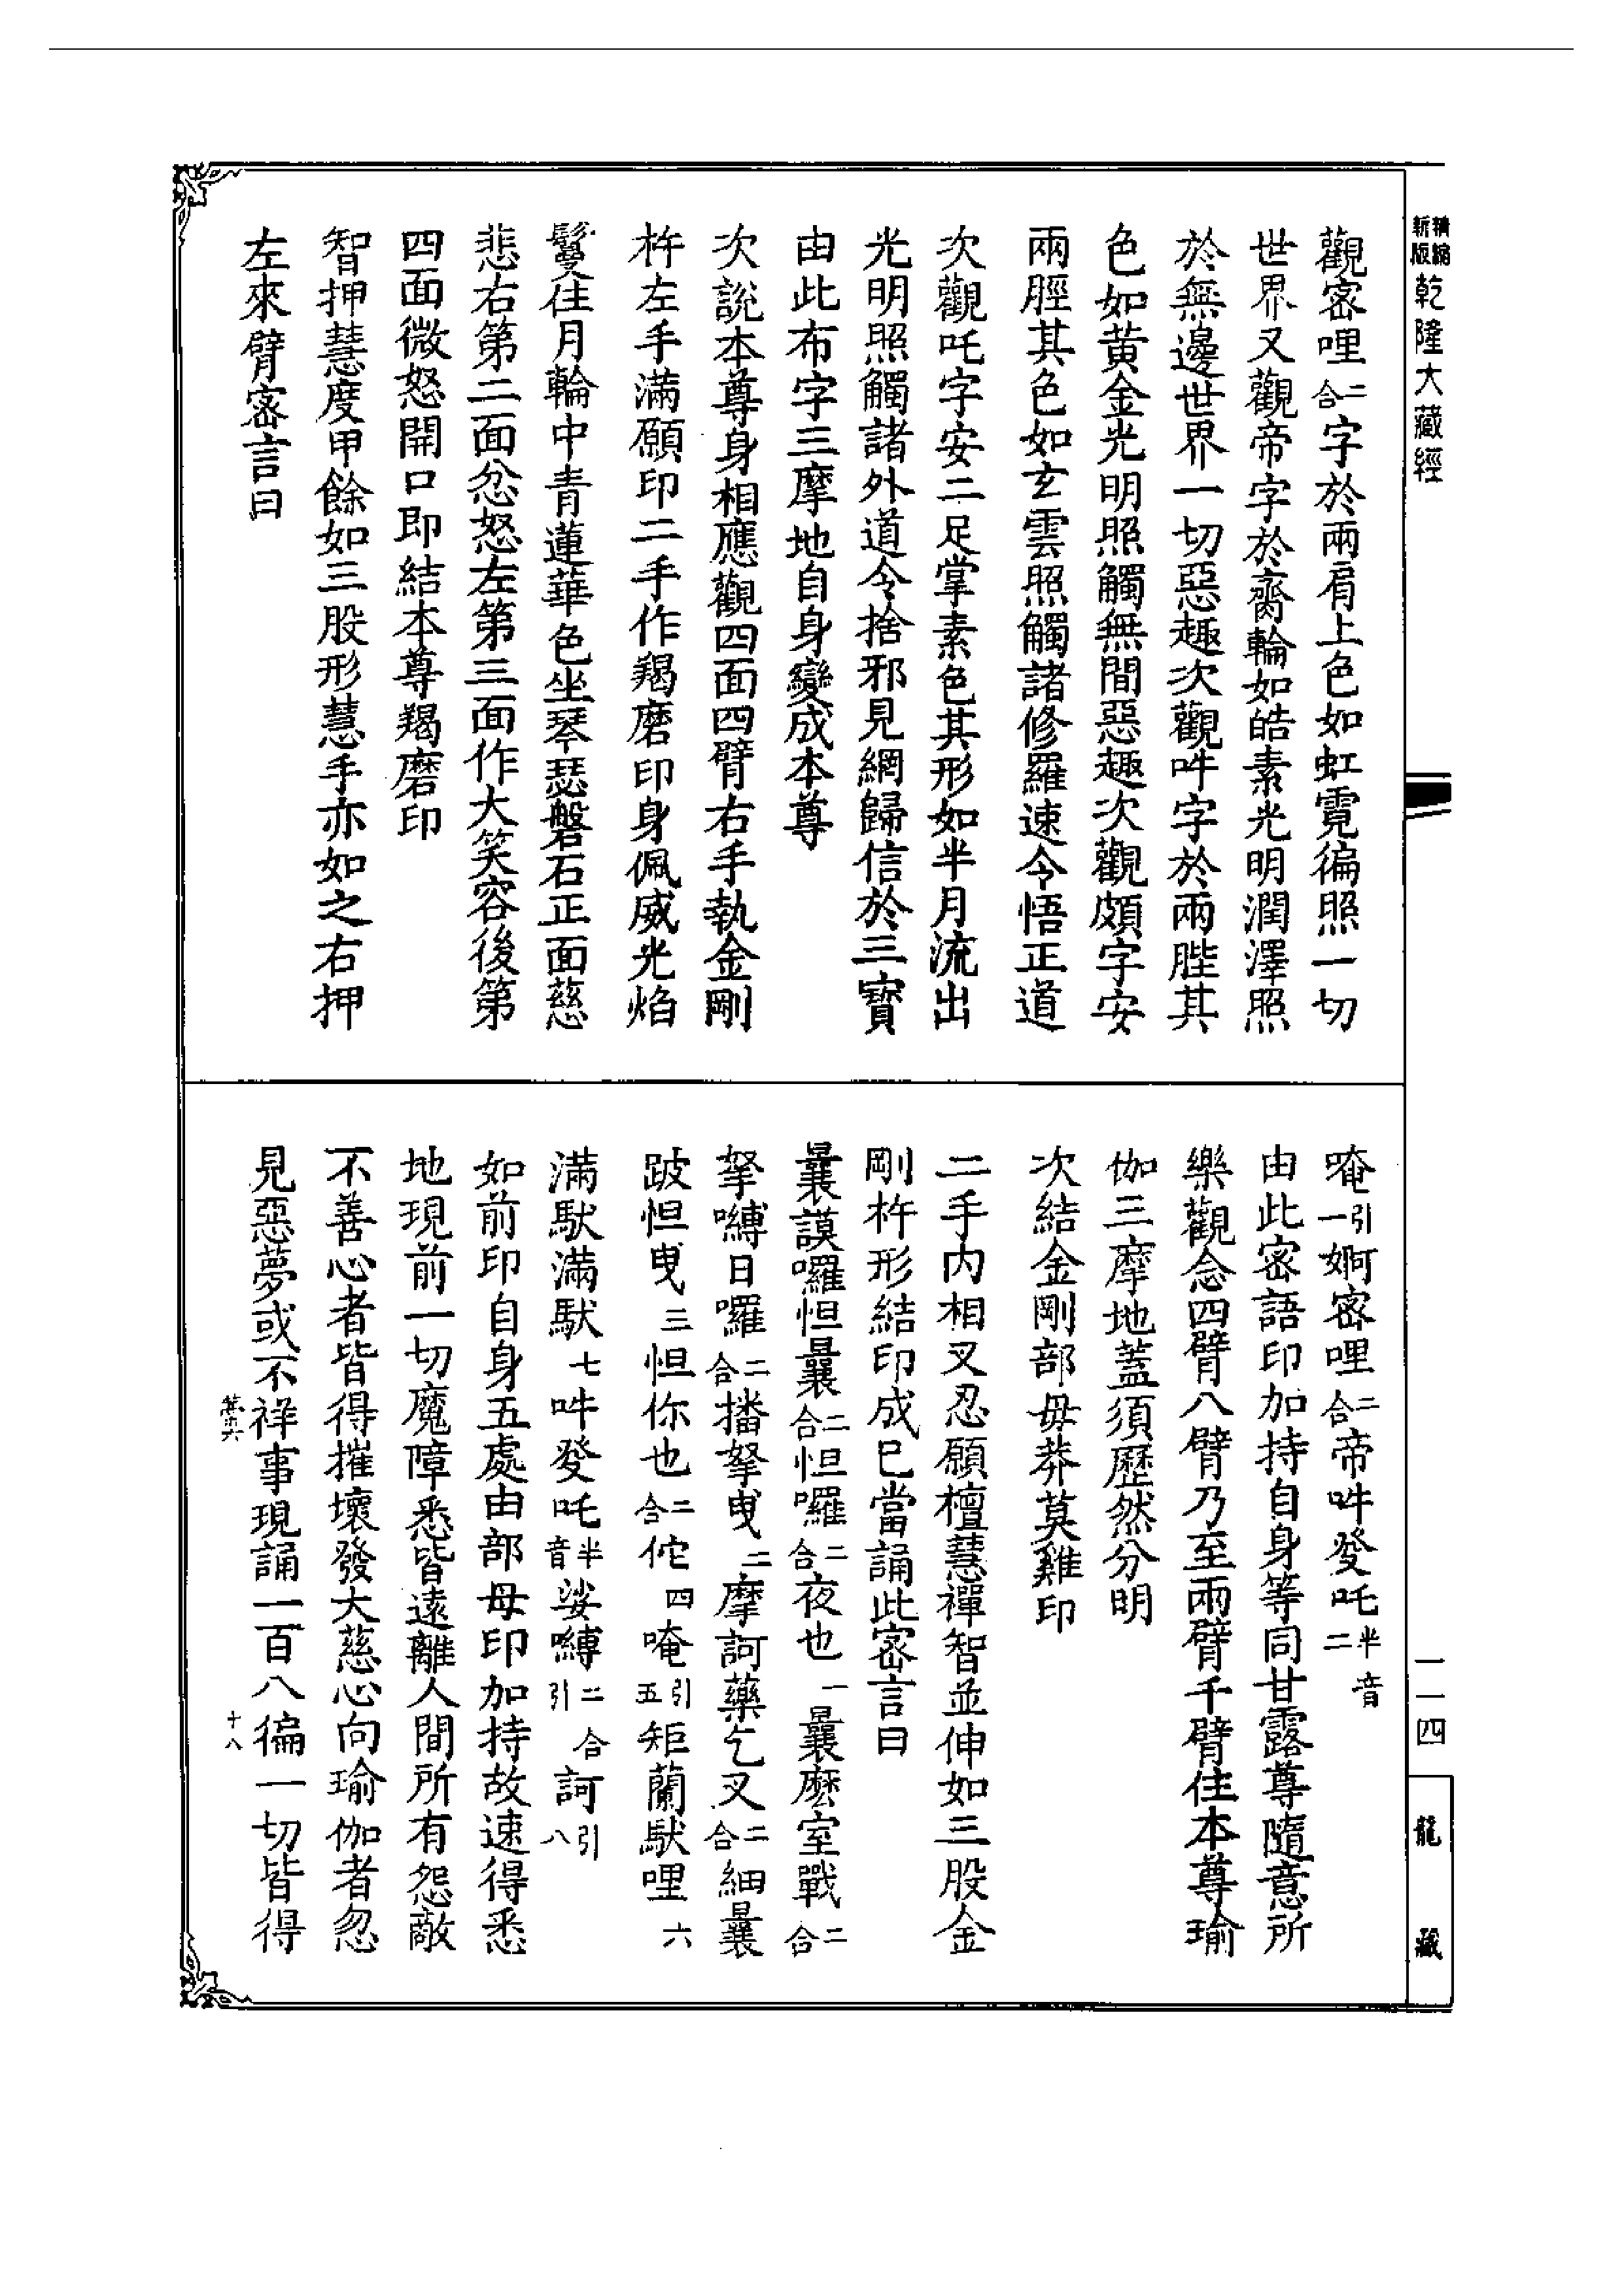 新編縮版乾隆大藏經
一一四
龍藏
觀密哩二合字於兩肩上色如虹霓徧照一切
世界又觀帝字於齊輪如皓素光明潤澤照
於無邊世界一切惡趣次觀吽字於兩䏶其
色如黃金光明照觸無間惡趣次觀頗字安
兩脛其色如玄雲照觸諸修羅速令悟正道
次觀吒字安二足掌素色其形如半月流出
光明照觸諸外道令捨邪見網歸信於三寶
由此布字三摩地自身變成本尊
次說本尊身相應觀四面四臂右手執金剛
杵左手滿願印二手作羯磨印身佩威光焰
鬘住月輪中青蓮華色坐琴瑟磐石正面慈
悲右第二面忿怒左第三面作大笑容後第
四面微怒開口即結本尊羯磨印
智押慧度甲餘如三股形慧手亦如之右押
左來臂密言曰
唵引一婀密哩二合帝吽發吒半音二
由此密語印加持自身等同甘露尊隨意所
樂觀念四臂八臂乃至兩臂千臂住本尊瑜
伽三摩地蓋須歷然分明
次結金剛部毋莽莫雞印
二手內相叉忍願檀慧禪智並伸如三股金
剛杵形結印成已當誦此密言曰
曩謨囉怛曩二合怛囉二合夜也一曩麽室戰二合
拏嚩日囉二合播拏曳二摩訶藥乞叉二合細曩
跛怛曳三怛你也二合佗四唵引五矩蘭馱哩六
滿馱滿馱七吽發吒半音娑嚩二合引訶引八
如前印自身五處由部母印加持故速得悉
地現前一切魔障悉皆遠離人間所有怨敵
不善心者皆得摧壞發大慈心向瑜伽者忽
見惡夢或不祥事現誦一百八徧一切皆得
十八